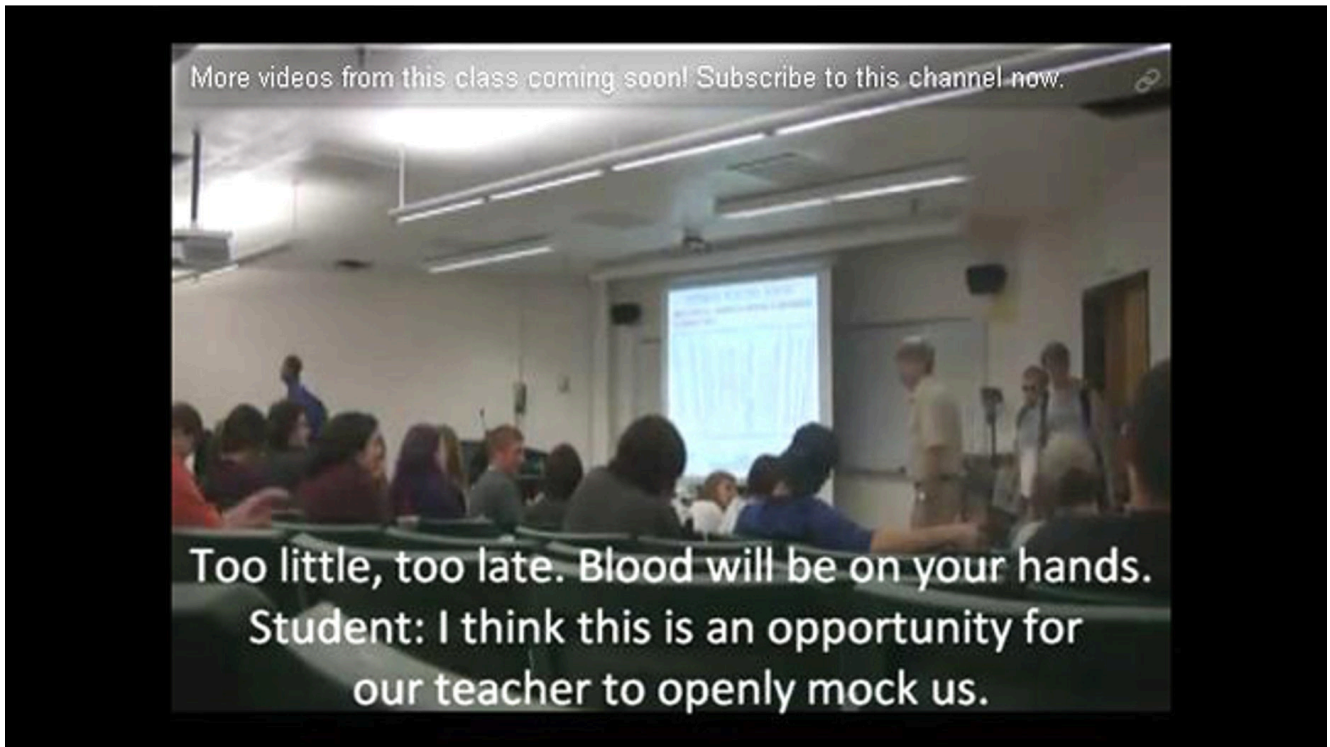 More videos from this class coming soon! Subscribe to this channel now.
Too little, too late. Blood will be on your hands.
Student: I think this is an opportunity for
our teacher to openly mock us.